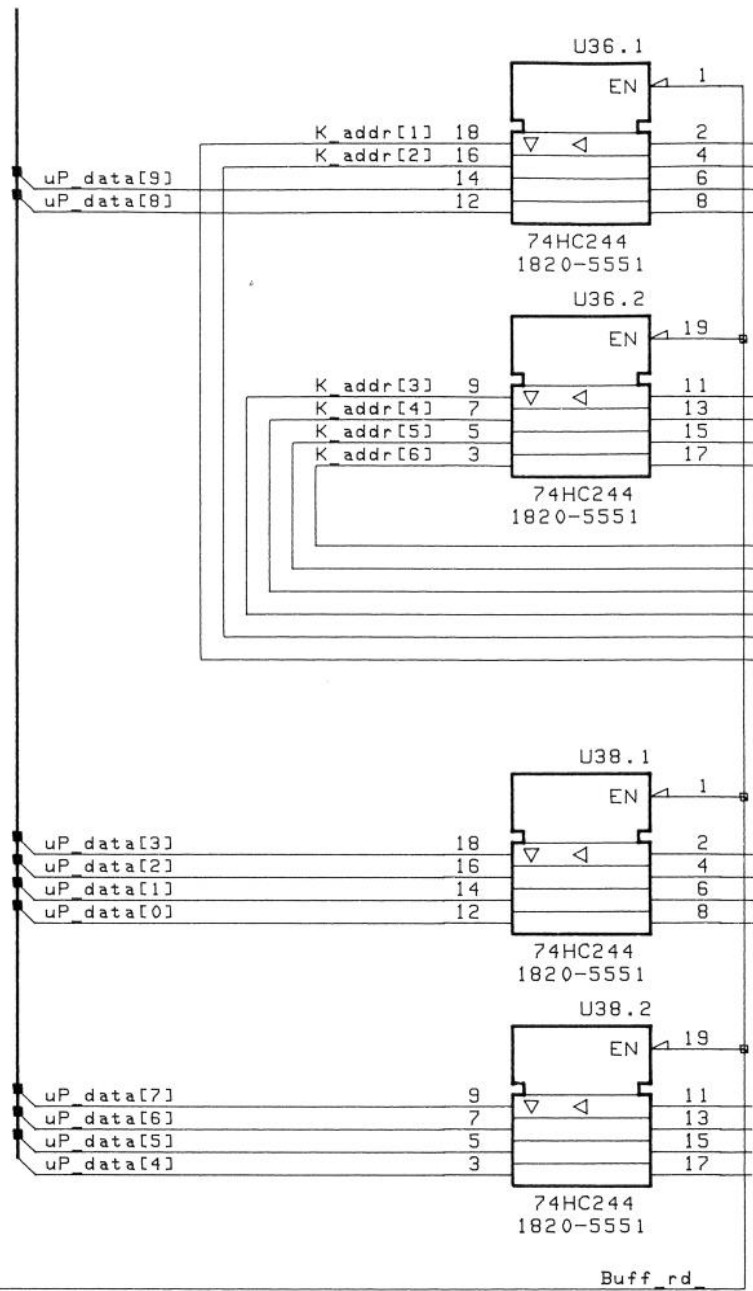 U36.1
EN 1
K_addr[1] 18 2
K_addr[2] 16 4
uP_data[9] 14 6
uP_data[8] 12 8
74HC244
1820-5551
U36.2
EN 19
K_addr[3] 9 11
K_addr[4] 7 13
K_addr[5] 5 15
K_addr[6] 3 17
74HC244
1820-5551
U38.1
EN 1
uP_data[3] 18 2
uP_data[2] 16 4
uP_data[1] 14 6
uP_data[0] 12 8
74HC244
1820-5551
U38.2
EN 19
uP_data[7] 9 11
uP_data[6] 7 13
uP_data[5] 5 15
uP_data[4] 3 17
74HC244
1820-5551
Buff_rd_